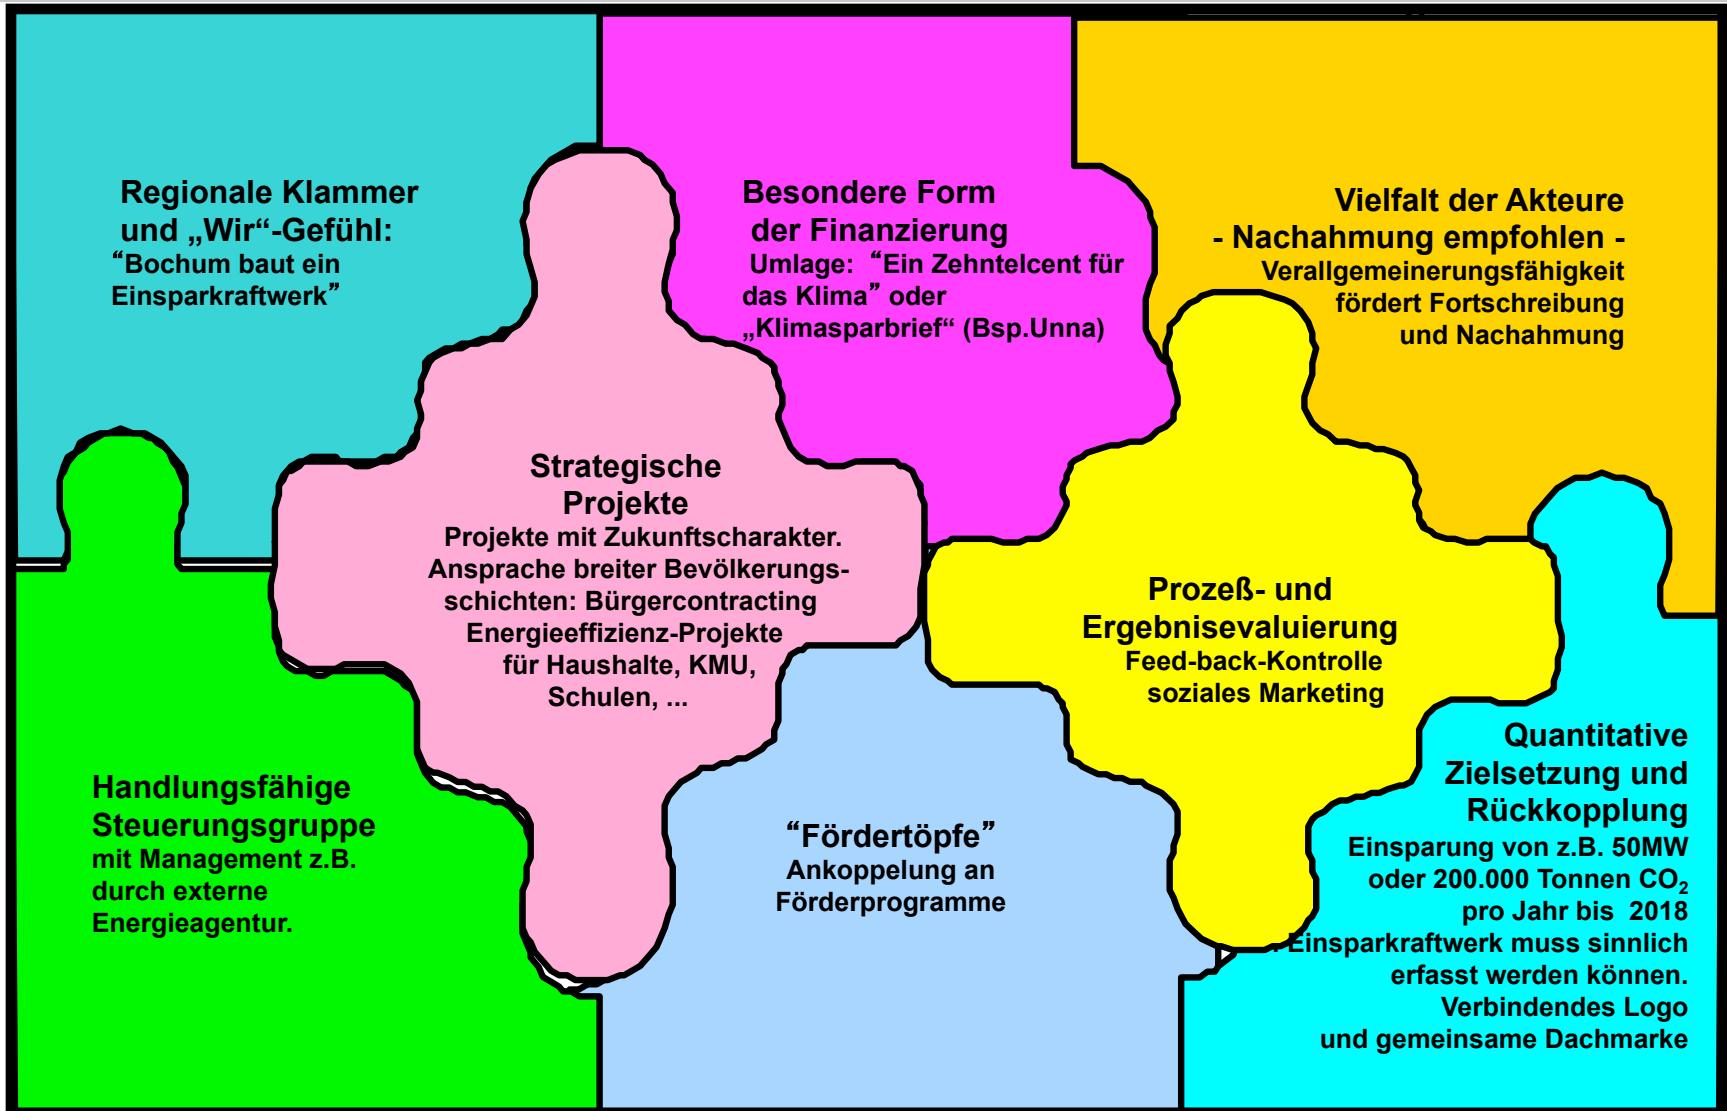 Regionale Klammer
und „Wir“-Gefühl:
“Bochum baut ein
Einsparkraftwerk”
Besondere Form
der Finanzierung
Umlage: “Ein Zehntelcent für
das Klima” oder
„Klimasparbrief“ (Bsp.Unna)
Vielfalt der Akteure
- Nachahmung empfohlen -
Verallgemeinerungsfähigkeit
fördert Fortschreibung
und Nachahmung
Strategische
Projekte
Projekte mit Zukunftscharakter.
Ansprache breiter Bevölkerungs-
schichten: Bürgercontracting
Energieeffizienz-Projekte
für Haushalte, KMU,
Schulen, ...
Prozeß- und
Ergebnisevaluierung
Feed-back-Kontrolle
soziales Marketing
Handlungsfähige
Steuerungsgruppe
mit Management z.B.
durch externe
Energieagentur.
“Fördertöpfe”
Ankoppelung an
Förderprogramme
Quantitative
Zielsetzung und
Rückkopplung
Einsparung von z.B. 50MW
oder 200.000 Tonnen CO₂
pro Jahr bis 2018
Einsparkraftwerk muss sinnlich
erfasst werden können.
Verbindendes Logo
und gemeinsame Dachmarke